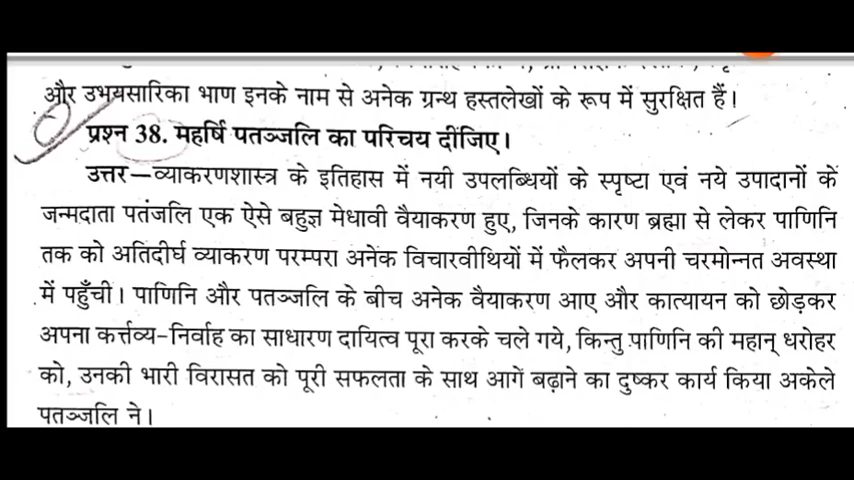 और उभयसारिका भाण इनके नाम से अनेक ग्रन्थ हस्तलेखों के रूप में सुरक्षित हैं।
प्रश्न 38. महर्षि पतञ्जलि का परिचय दीजिए।
उत्तर—व्याकरणशास्त्र के इतिहास में नयी उपलब्धियों के स्पृष्टा एवं नये उपादानों के
जन्मदाता पतंजलि एक ऐसे बहुज्ञ मेधावी वैयाकरण हुए, जिनके कारण ब्रह्मा से लेकर पाणिनि
तक को अतिदीर्घ व्याकरण परम्परा अनेक विचारवीथियों में फैलकर अपनी चरमोन्नत अवस्था
में पहुँची। पाणिनि और पतञ्जलि के बीच अनेक वैयाकरण आए और कात्यायन को छोड़कर
अपना कर्त्तव्य-निर्वाह का साधारण दायित्व पूरा करके चले गये, किन्तु पाणिनि की महान् धरोहर
को, उनकी भारी विरासत को पूरी सफलता के साथ आगे बढ़ाने का दुष्कर कार्य किया अकेले
पतञ्जलि ने।